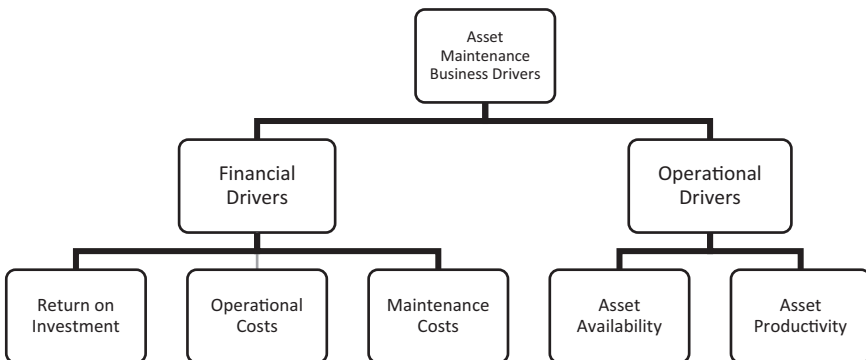 Asset
Maintenance
Business Drivers
Financial
Drivers
Operational
Drivers
Return on
Investment
Operational
Costs
Maintenance
Costs
Asset
Availability
Asset
Productivity